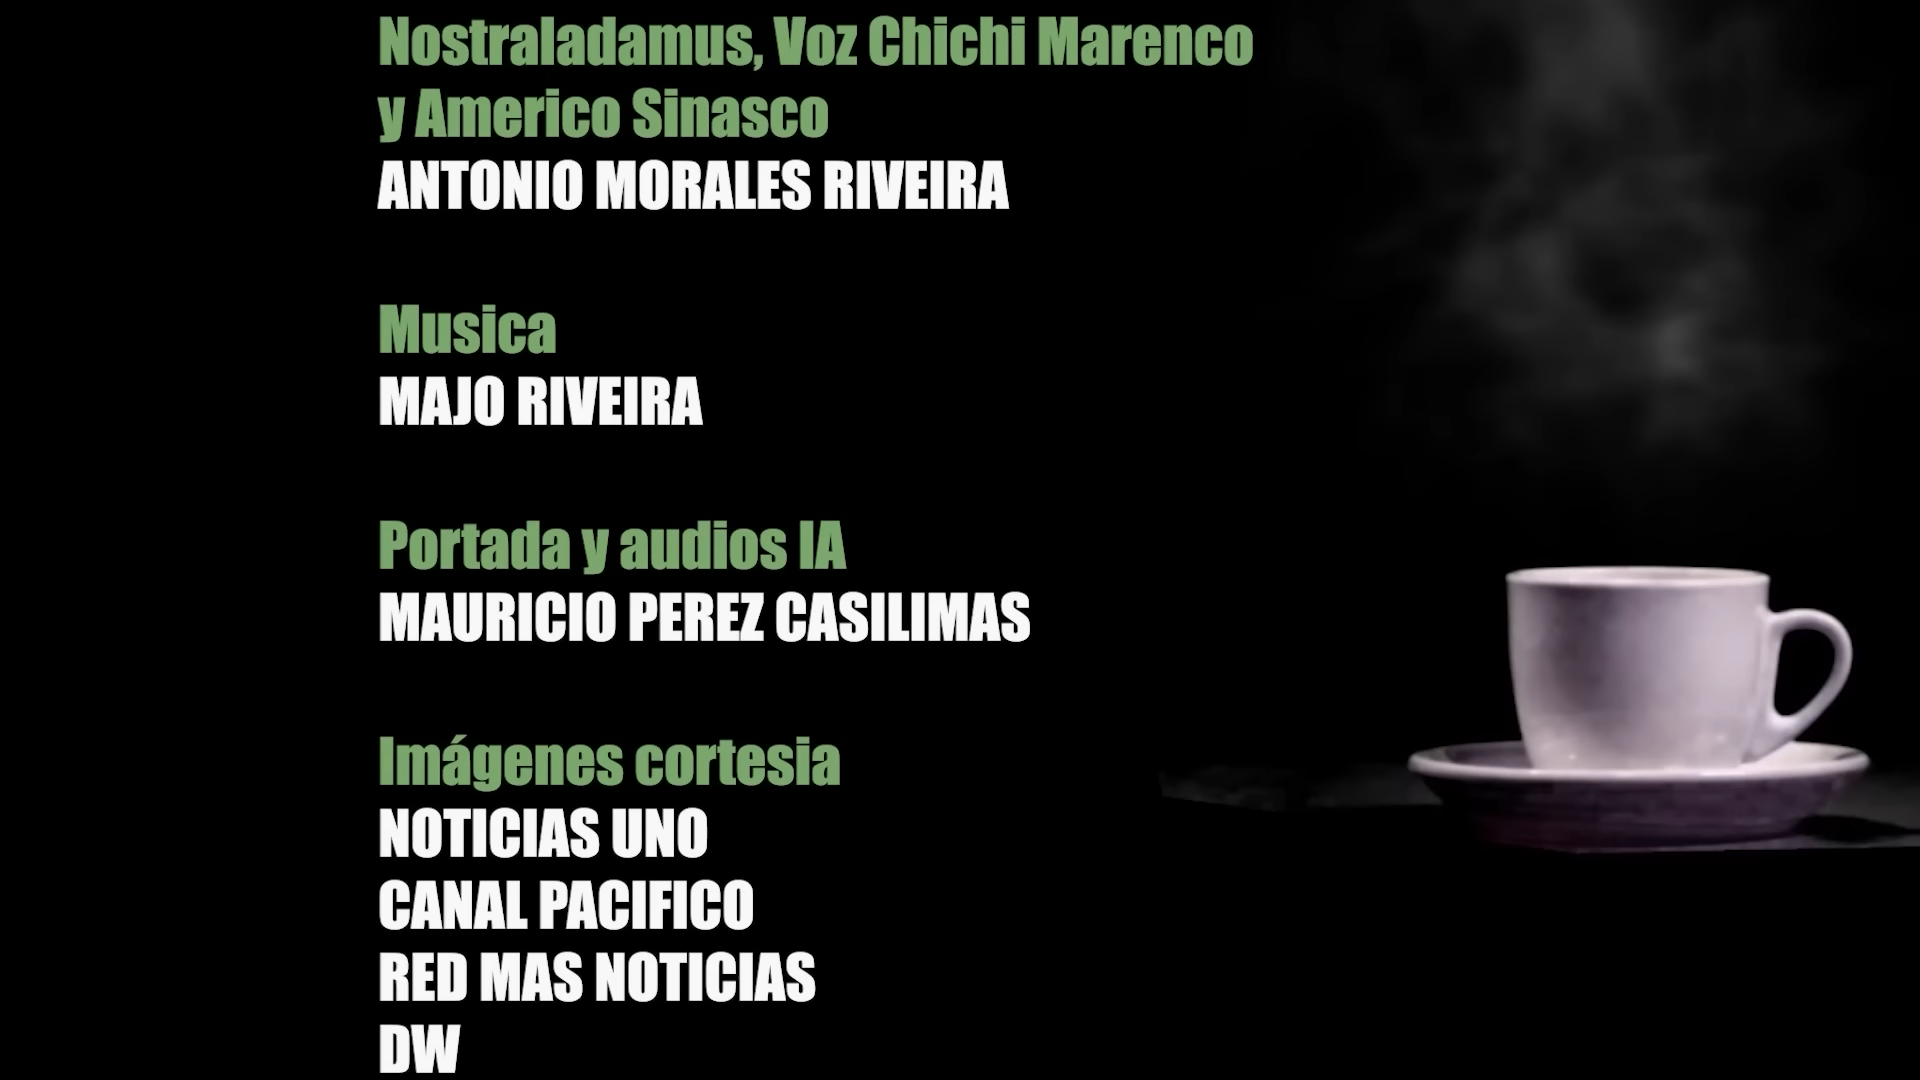 Nostraladamus, Voz Chichi Marenco
y Americo Sinasco
ANTONIO MORALES RIVEIRA
Musica
MAJO RIVEIRA
Portada y audios IA
MAURICIO PEREZ CASILIMAS
Imágenes cortesia
NOTICIAS UNO
CANAL PACIFICO
RED MAS NOTICIAS
DW